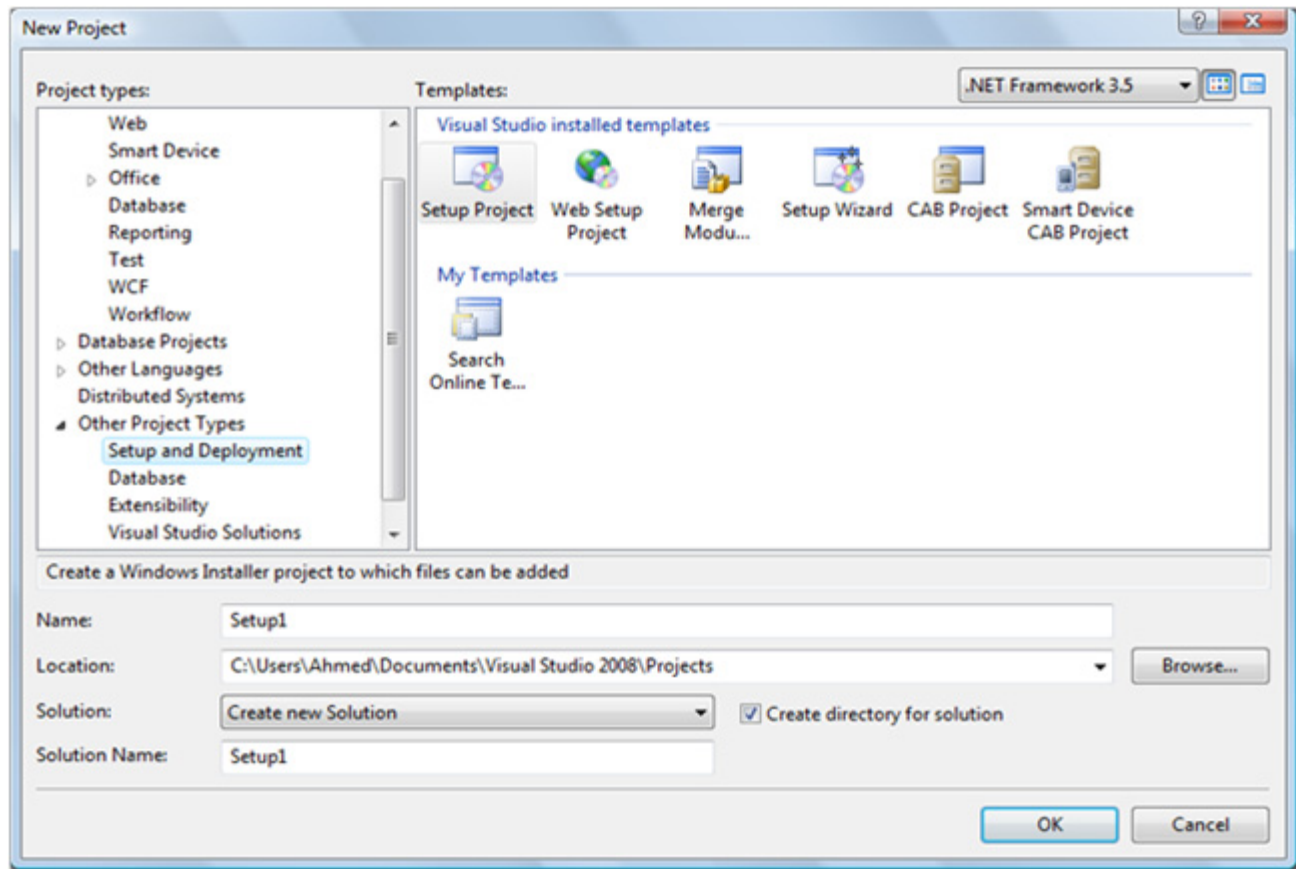 New Project
Project types:
Templates:
.NET Framework 3.5
Web
Smart Device
Office
Database
Reporting
Test
WCF
Workflow
Database Projects
Other Languages
Distributed Systems
Other Project Types
Setup and Deployment
Database
Extensibility
Visual Studio Solutions
Visual Studio installed templates
Setup Project
Web Setup
Project
Merge
Modu...
Setup Wizard
CAB Project
Smart Device
CAB Project
My Templates
Search
Online Te...
Create a Windows Installer project to which files can be added
Name:
Setup1
Location:
C:\Users\Ahmed\Documents\Visual Studio 2008\Projects
Browse...
Solution:
Create new Solution
Create directory for solution
Solution Name:
Setup1
OK
Cancel